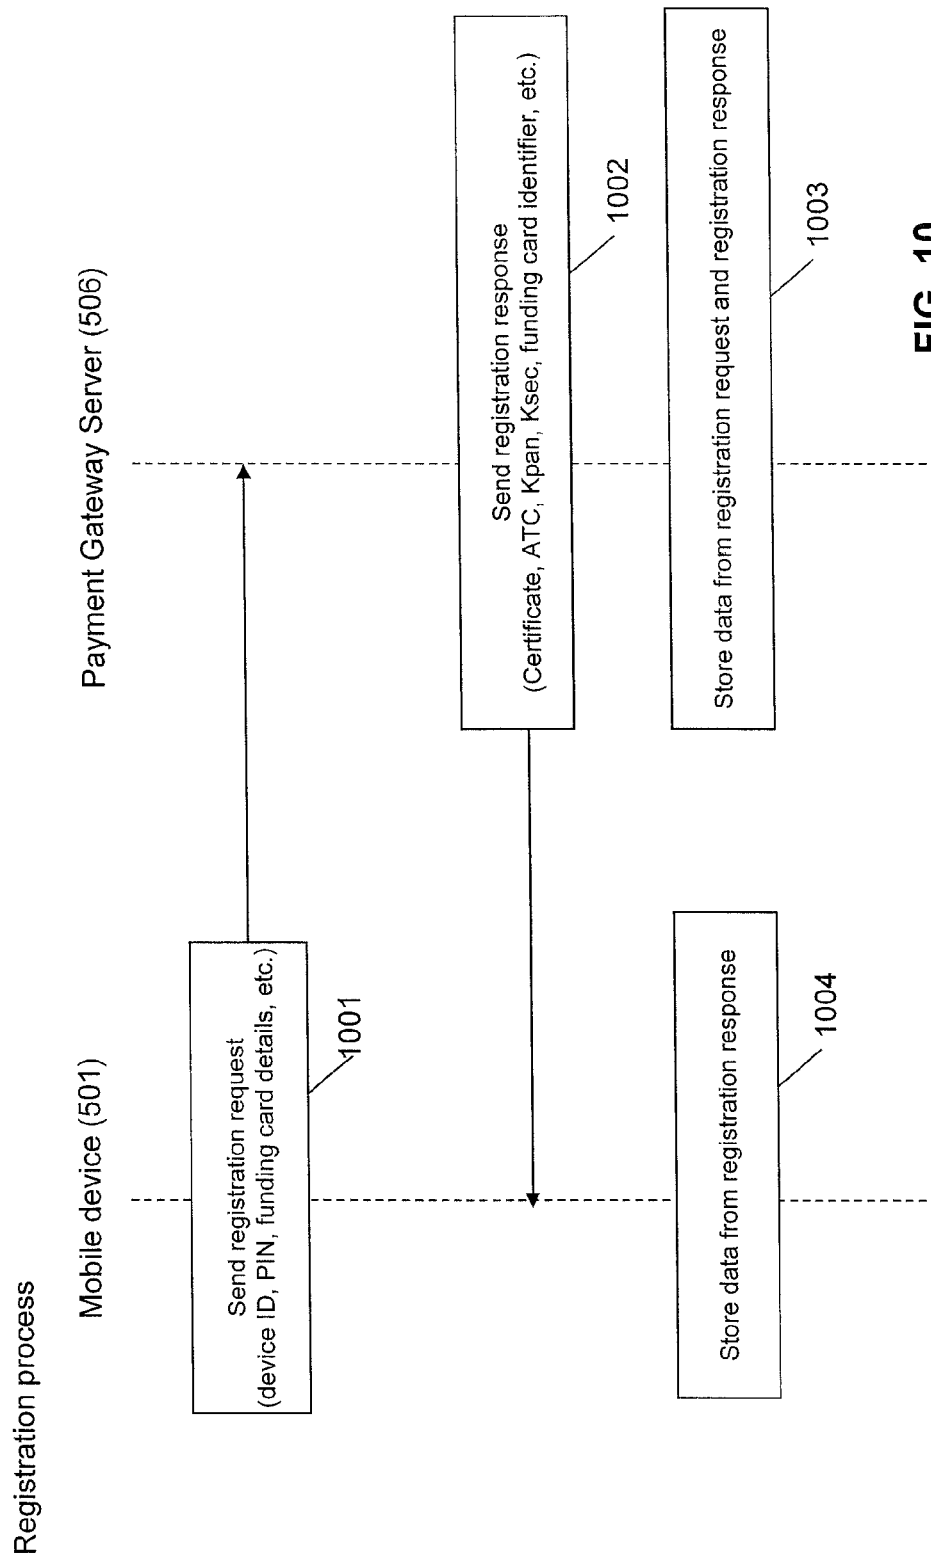 Registration process
Mobile device (501)
Payment Gateway Server (506)
Send registration request
(device ID, PIN, funding card details, etc.)
1001
Send registration response
(Certificate, ATC, Kpan, Ksec, funding card identifier, etc.)
1002
Store data from registration request and registration response
1003
Store data from registration response
1004
FIG. 10